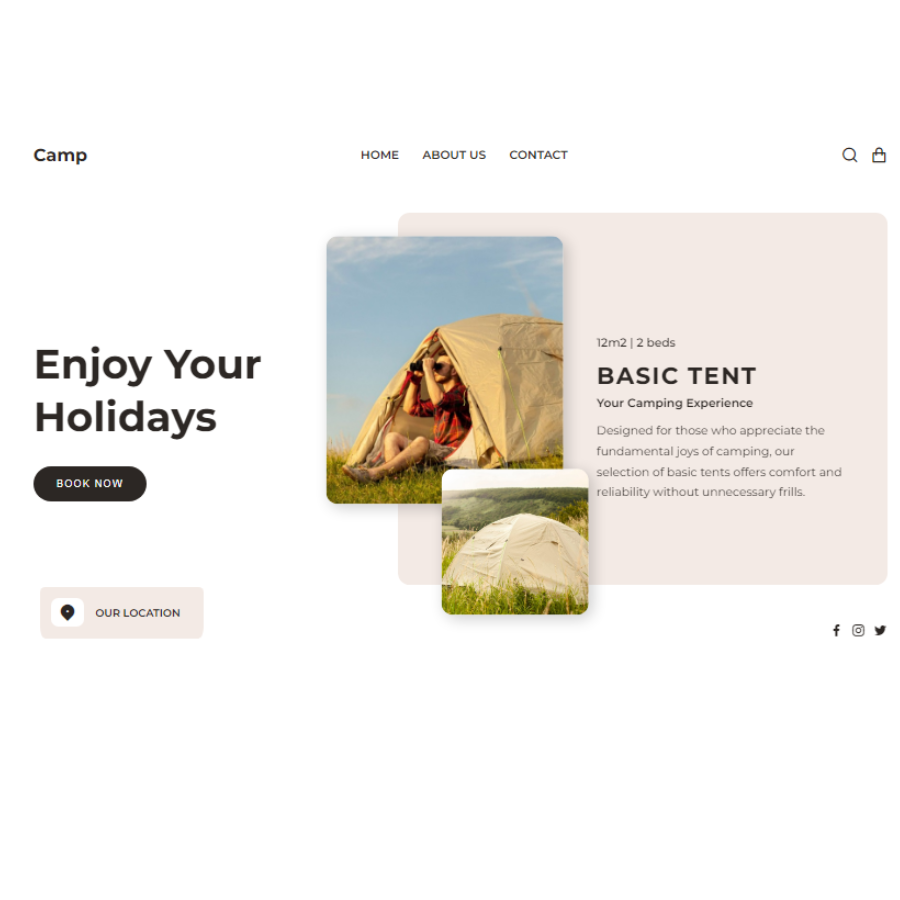 Camp
HOME
ABOUT US
CONTACT
Enjoy Your
Holidays
BOOK NOW
OUR LOCATION
12m2 | 2 beds
BASIC TENT
Your Camping Experience
Designed for those who appreciate the
fundamental joys of camping, our
selection of basic tents offers comfort and
reliability without unnecessary frills.